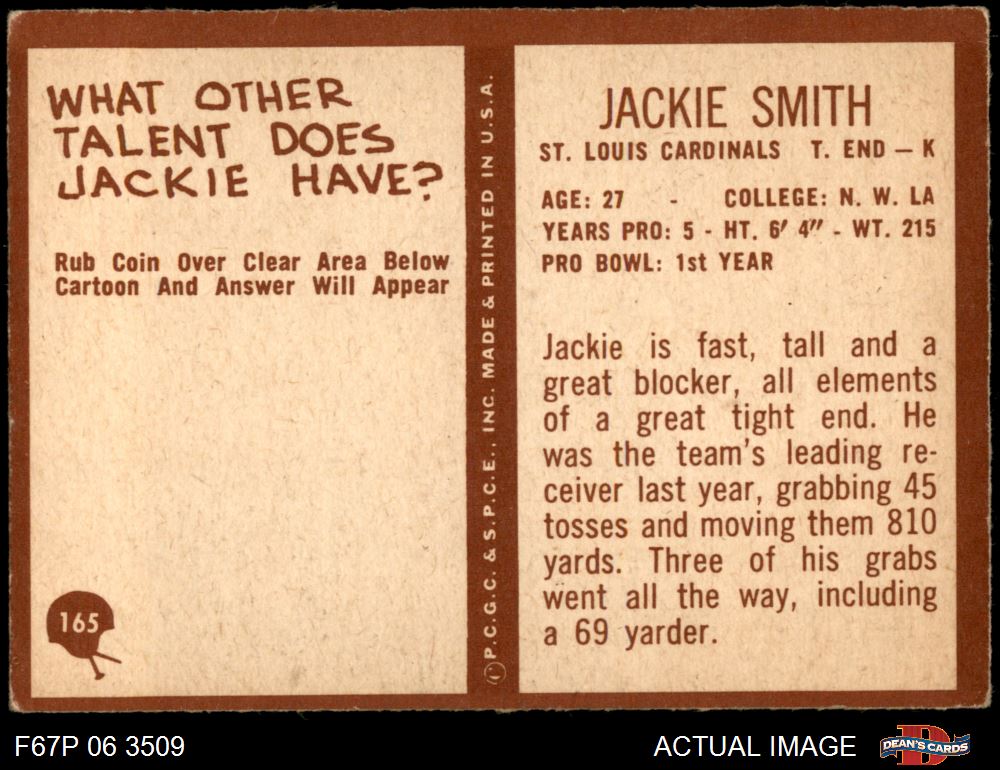 WHAT OTHER
TALENT DOES
JACKIE HAVE?
Rub Coin Over Clear Area Below
Cartoon And Answer Will Appear
165
©P.C.G.C. & S.P.C.E., INC. MADE & PRINTED IN U.S.A.
JACKIE SMITH
ST. LOUIS CARDINALS T. END – K
AGE: 27 - COLLEGE: N. W. LA
YEARS PRO: 5 - HT. 6' 4" - WT. 215
PRO BOWL: 1st YEAR
Jackie is fast, tall and a
great blocker, all elements
of a great tight end. He
was the team's leading re-
ceiver last year, grabbing 45
tosses and moving them 810
yards. Three of his grabs
went all the way, including
a 69 yarder.
F67P 06 3509
ACTUAL IMAGE
DEAN'S CARDS